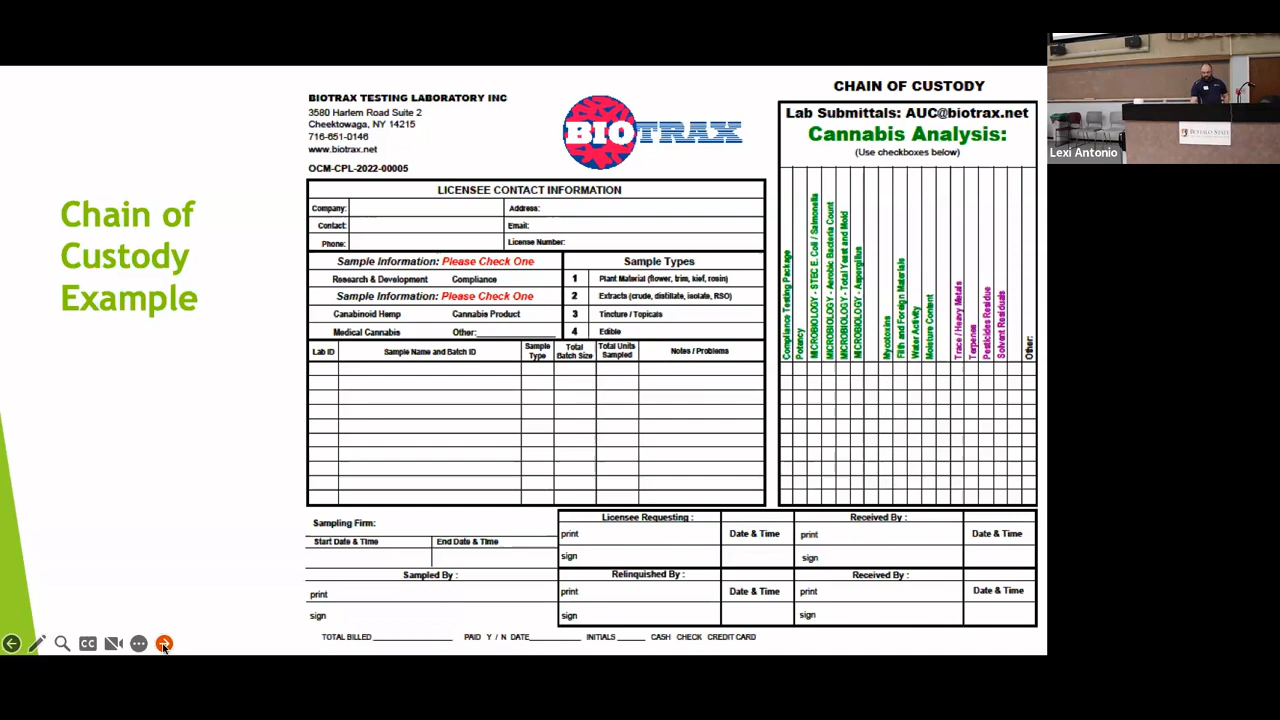 Chain of
Custody
Example
BIOTRAX TESTING LABORATORY INC
3580 Harlem Road Suite 2
Cheektowaga, NY 14215
716-651-0146
www.biotrax.net
OCM-CPL-2022-00005
BIOTRAX
CHAIN OF CUSTODY
Lab Submittals: AUC@biotrax.net
Cannabis Analysis:
(Use checkboxes below)
LICENSEE CONTACT INFORMATION
Company: Address:
Contact: Email:
Phone: License Number:
Sample Information: Please Check One Sample Types
Research & Development Compliance 1 Plant Material (flower, trim, kief, rosin)
Sample Information: Please Check One 2 Extracts (crude, distillate, isolate, RSO)
Canabinoid Hemp Cannabis Product 3 Tincture / Topicals
Medical Cannabis Other: 4 Edible
Lab ID Sample Name and Batch ID Sample Type Total Batch Size Total Units Sampled Notes / Problems
Compliance Testing Package
Potency
MICROBIOLOGY - STEC E. Coli / Salmonella
MICROBIOLOGY - Aerobic Bacteria Count
MICROBIOLOGY - Total Yeast and Mold
MICROBIOLOGY - Aspergillus
Mycotoxins
Filth and Foreign Materials
Water Activity
Moisture Content
Trace / Heavy Metals
Terpenes
Pesticides Residue
Solvent Residuals
Other:
Sampling Firm:
Start Date & Time End Date & Time
Sampled By :
print
sign
Licensee Requesting : Received By :
print Date & Time print Date & Time
sign sign
Relinquished By : Received By :
print Date & Time print Date & Time
sign sign
TOTAL BILLED PAID Y / N DATE INITIALS CASH CHECK CREDIT CARD
CC
BUFFALO STATE
Lexi Antonio